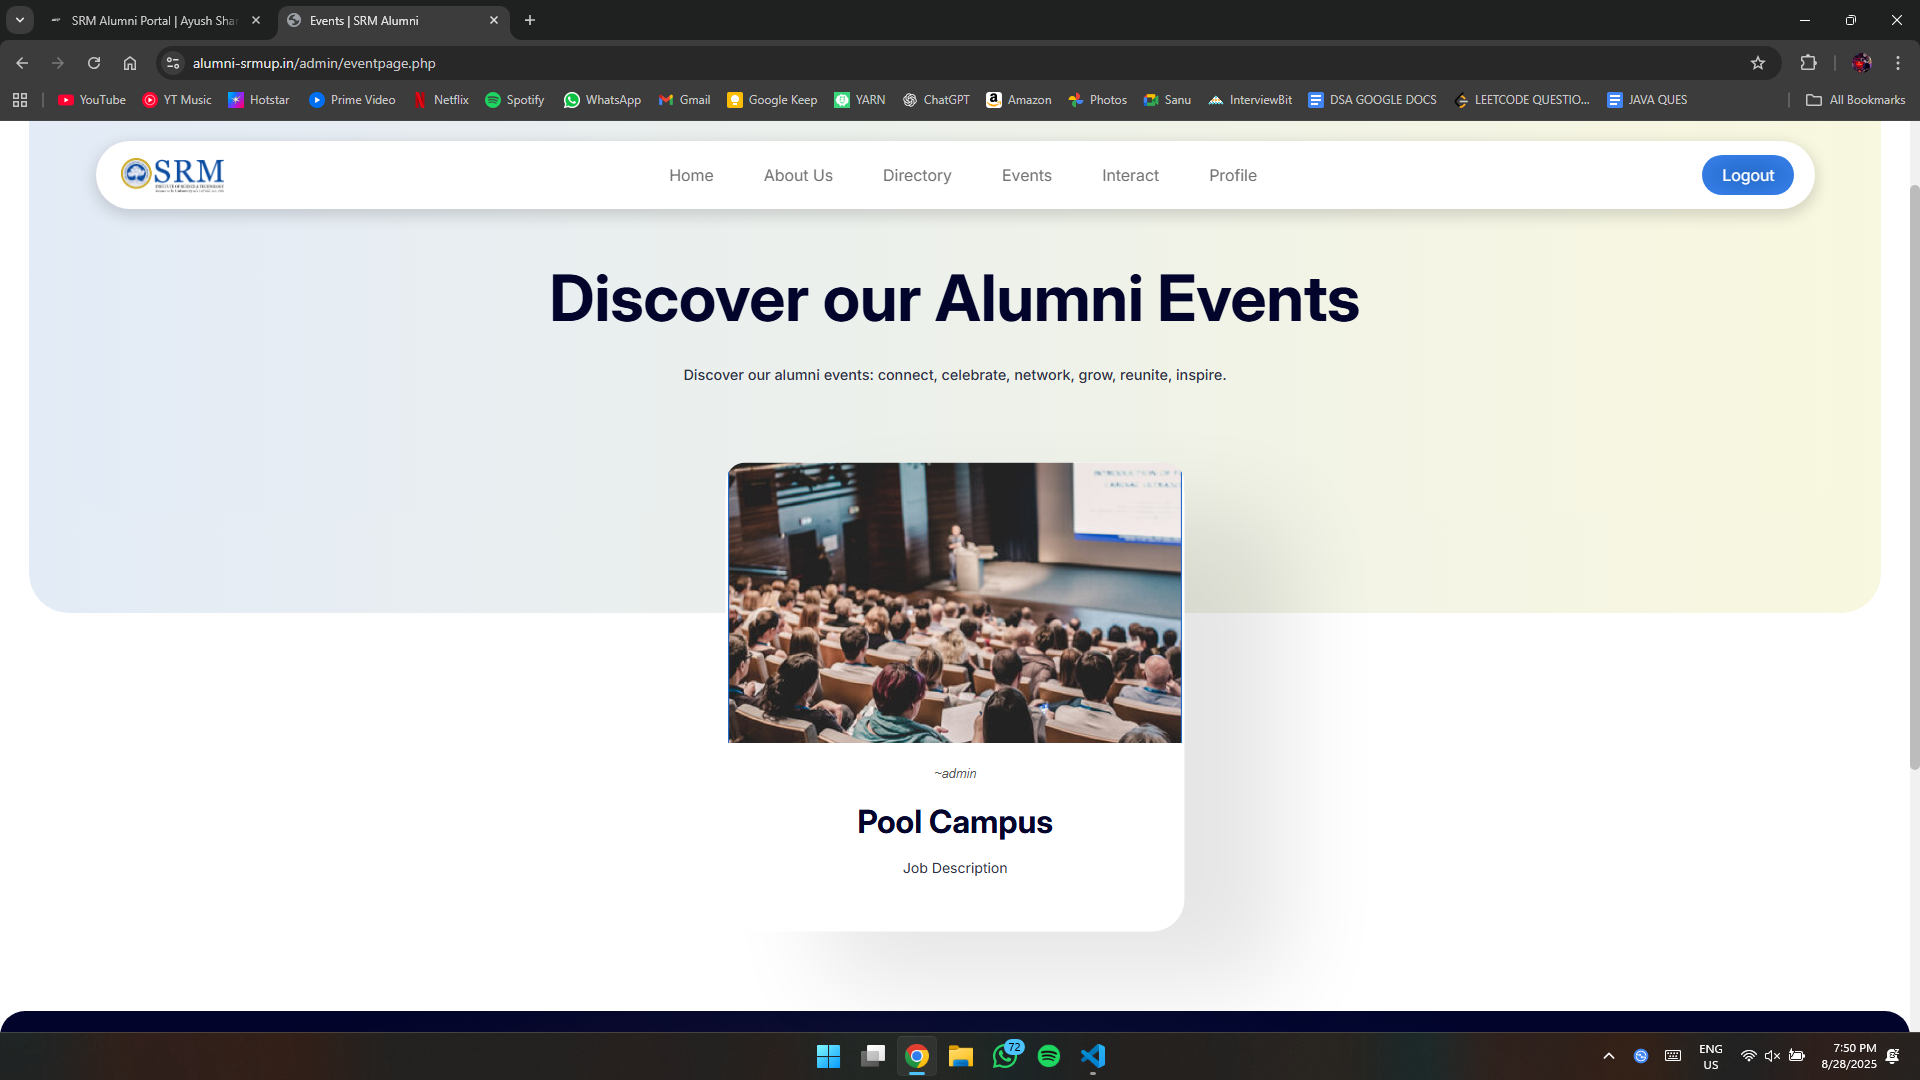 SRM Alumni Portal | Ayush Shar
Events | SRM Alumni
alumni-srmup.in/admin/eventpage.php
YouTube
YT Music
Hotstar
Prime Video
Netflix
Spotify
WhatsApp
Gmail
Google Keep
YARN
ChatGPT
Amazon
Photos
Sanu
InterviewBit
DSA GOOGLE DOCS
LEETCODE QUESTIO...
JAVA QUES
All Bookmarks
SRM
Home
About Us
Directory
Events
Interact
Profile
Logout
Discover our Alumni Events
Discover our alumni events: connect, celebrate, network, grow, reunite, inspire.
~admin
Pool Campus
Job Description
72
ENG
US
7:50 PM
8/28/2025